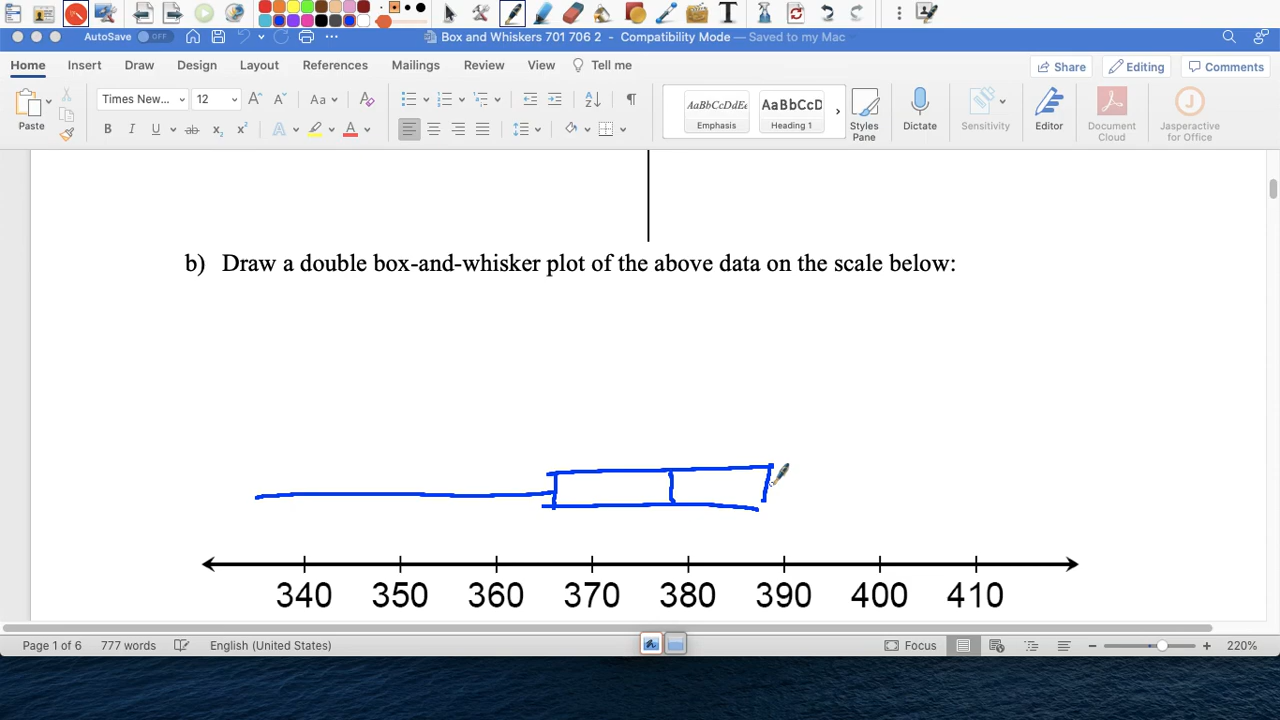 AutoSave OFF Box and Whiskers 701 706 2 - Compatibility Mode — Saved to my Mac
Home Insert Draw Design Layout References Mailings Review View Tell me Share Editing Comments
Times New... 12 Aa AaBbCcDdEe AaBbCcD
Paste B I U ab x₂ x² A A Emphasis Heading 1 Styles Pane Dictate Sensitivity Editor Document Cloud Jasperactive for Office
b) Draw a double box-and-whisker plot of the above data on the scale below:
340 350 360 370 380 390 400 410
Page 1 of 6 777 words English (United States) Focus 220%